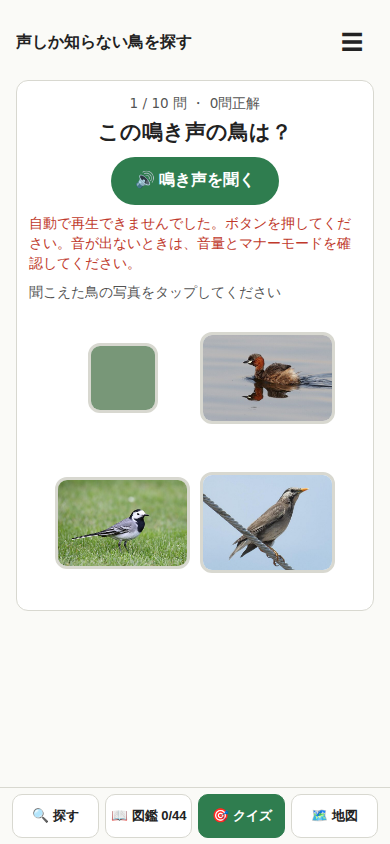 声しか知らない鳥を探す
☰
1 / 10 問 ・ 0問正解
この鳴き声の鳥は？
🔊 鳴き声を聞く
自動で再生できませんでした。ボタンを押してくだ
さい。音が出ないときは、音量とマナーモードを確
認してください。
聞こえた鳥の写真をタップしてください
🔍 探す
📖 図鑑 0/44
🎯 クイズ
🗺️ 地図